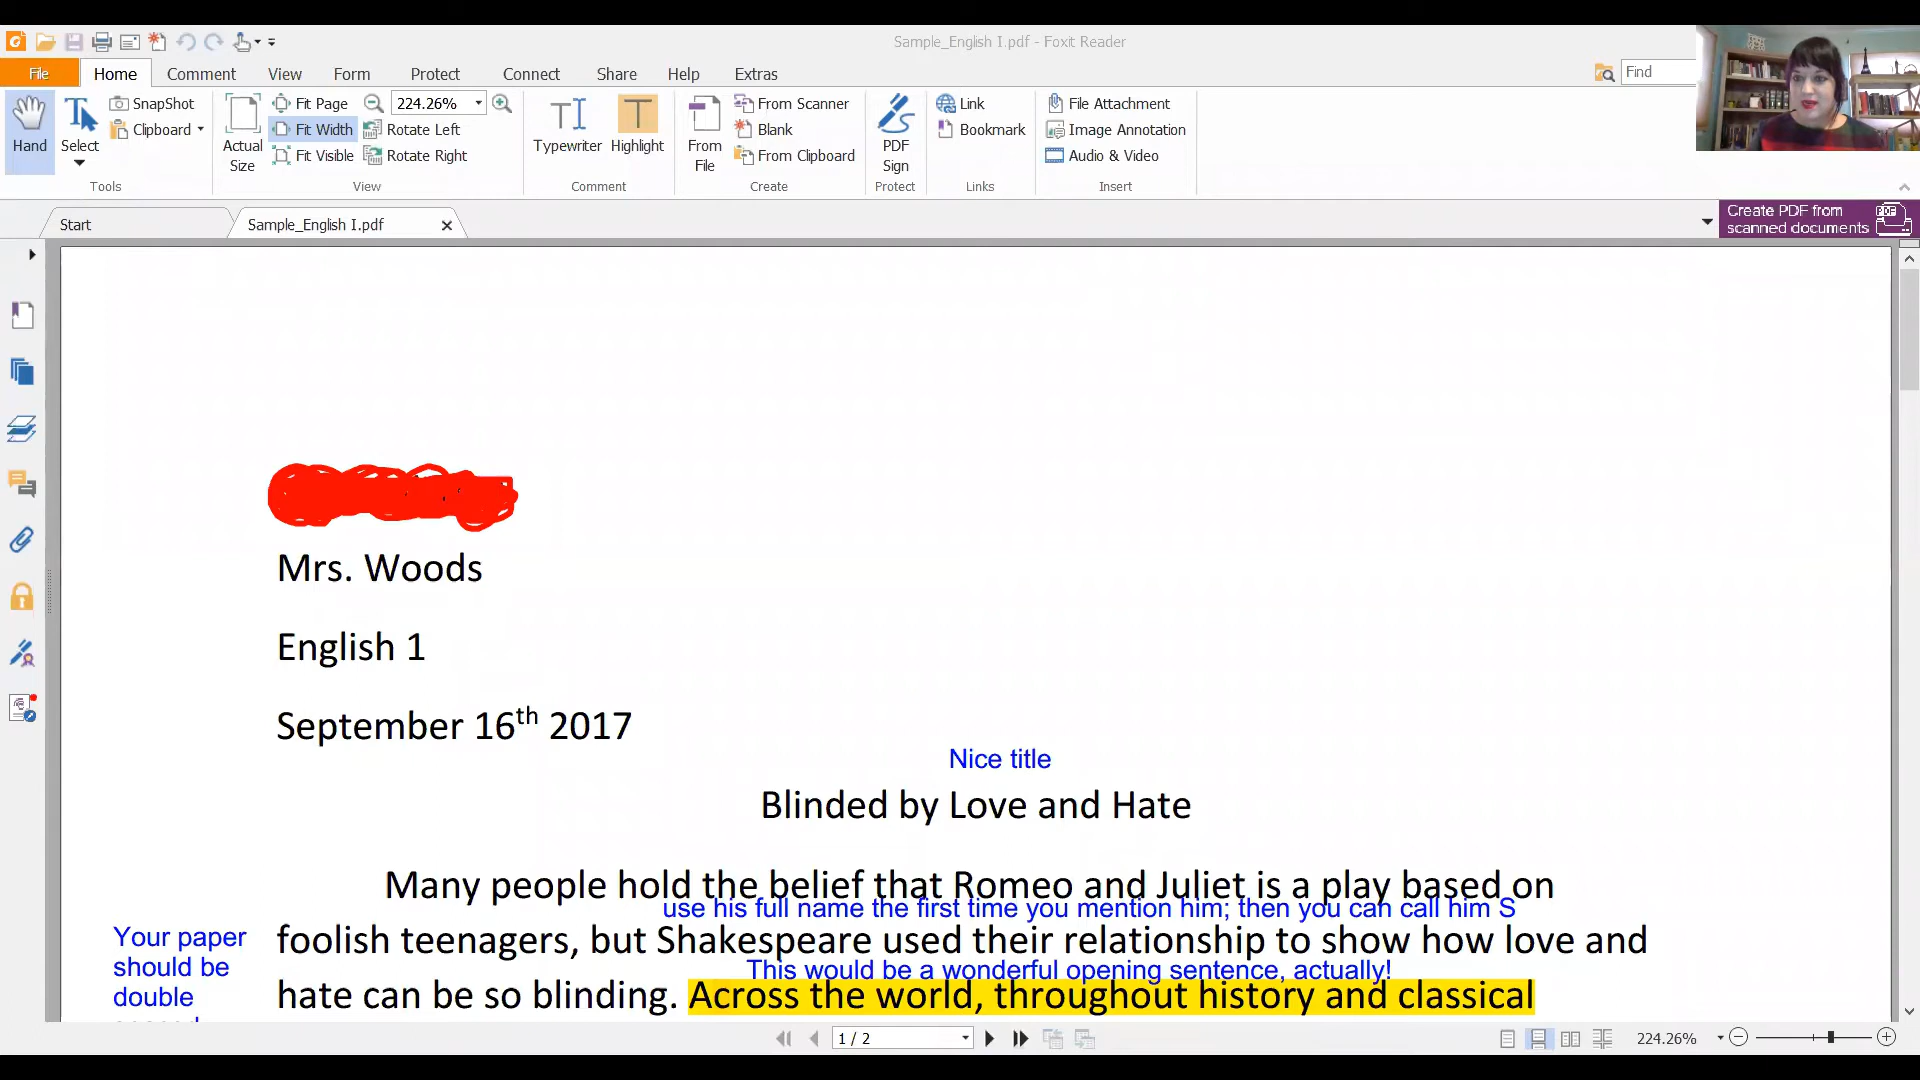 Sample_English I.pdf - Foxit Reader
File Home Comment View Form Protect Connect Share Help Extras
Find
Hand
Select
Tools
SnapShot
Clipboard
Actual Size
Fit Page
Fit Width
Fit Visible
224.26%
Rotate Left
Rotate Right
View
Typewriter
Highlight
Comment
From File
From Scanner
Blank
From Clipboard
Create
PDF Sign
Protect
Link
Bookmark
Links
File Attachment
Image Annotation
Audio & Video
Insert
Start
Sample_English I.pdf
Create PDF from
scanned documents
PDF
Mrs. Woods
English 1
September 16th 2017
Nice title
Blinded by Love and Hate
Many people hold the belief that Romeo and Juliet is a play based on
use his full name the first time you mention him; then you can call him S
foolish teenagers, but Shakespeare used their relationship to show how love and
This would be a wonderful opening sentence, actually!
hate can be so blinding. Across the world, throughout history and classical
Your paper
should be
double
1 / 2
224.26%